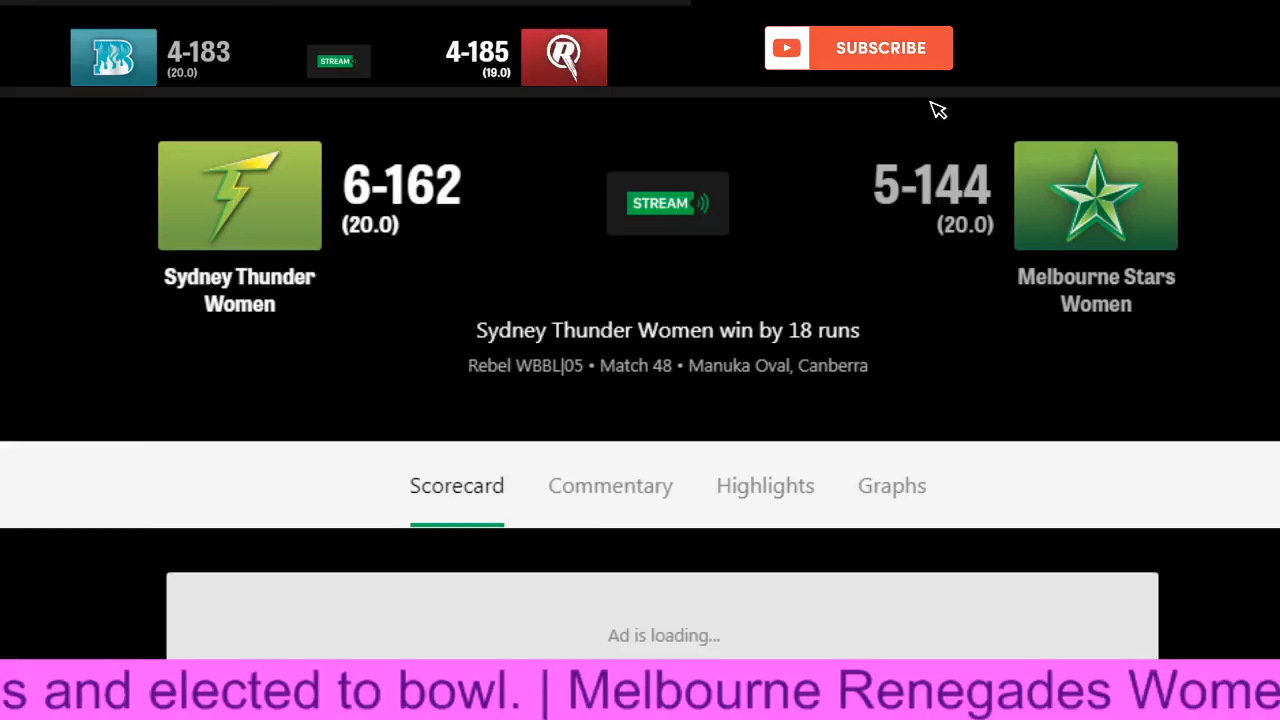 B 4-183 (20.0) STREAM 4-185 (19.0) R SUBSCRIBE
6-162 (20.0) STREAM 5-144 (20.0)
Sydney Thunder Women
Melbourne Stars Women
Sydney Thunder Women win by 18 runs
Rebel WBBL|05 • Match 48 • Manuka Oval, Canberra
Scorecard Commentary Highlights Graphs
Ad is loading...
s and elected to bowl. | Melbourne Renegades Wome